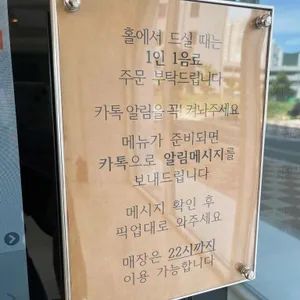 홀에서 드실 때는
1인 1음료
주문 부탁드립니다
카톡 알림을 꼭! 켜놔주세요
메뉴가 준비되면
카톡으로 알림메시지를
보내드립니다
메시지 확인 후
픽업대로 와주세요
매장은 22시까지
이용 가능합니다